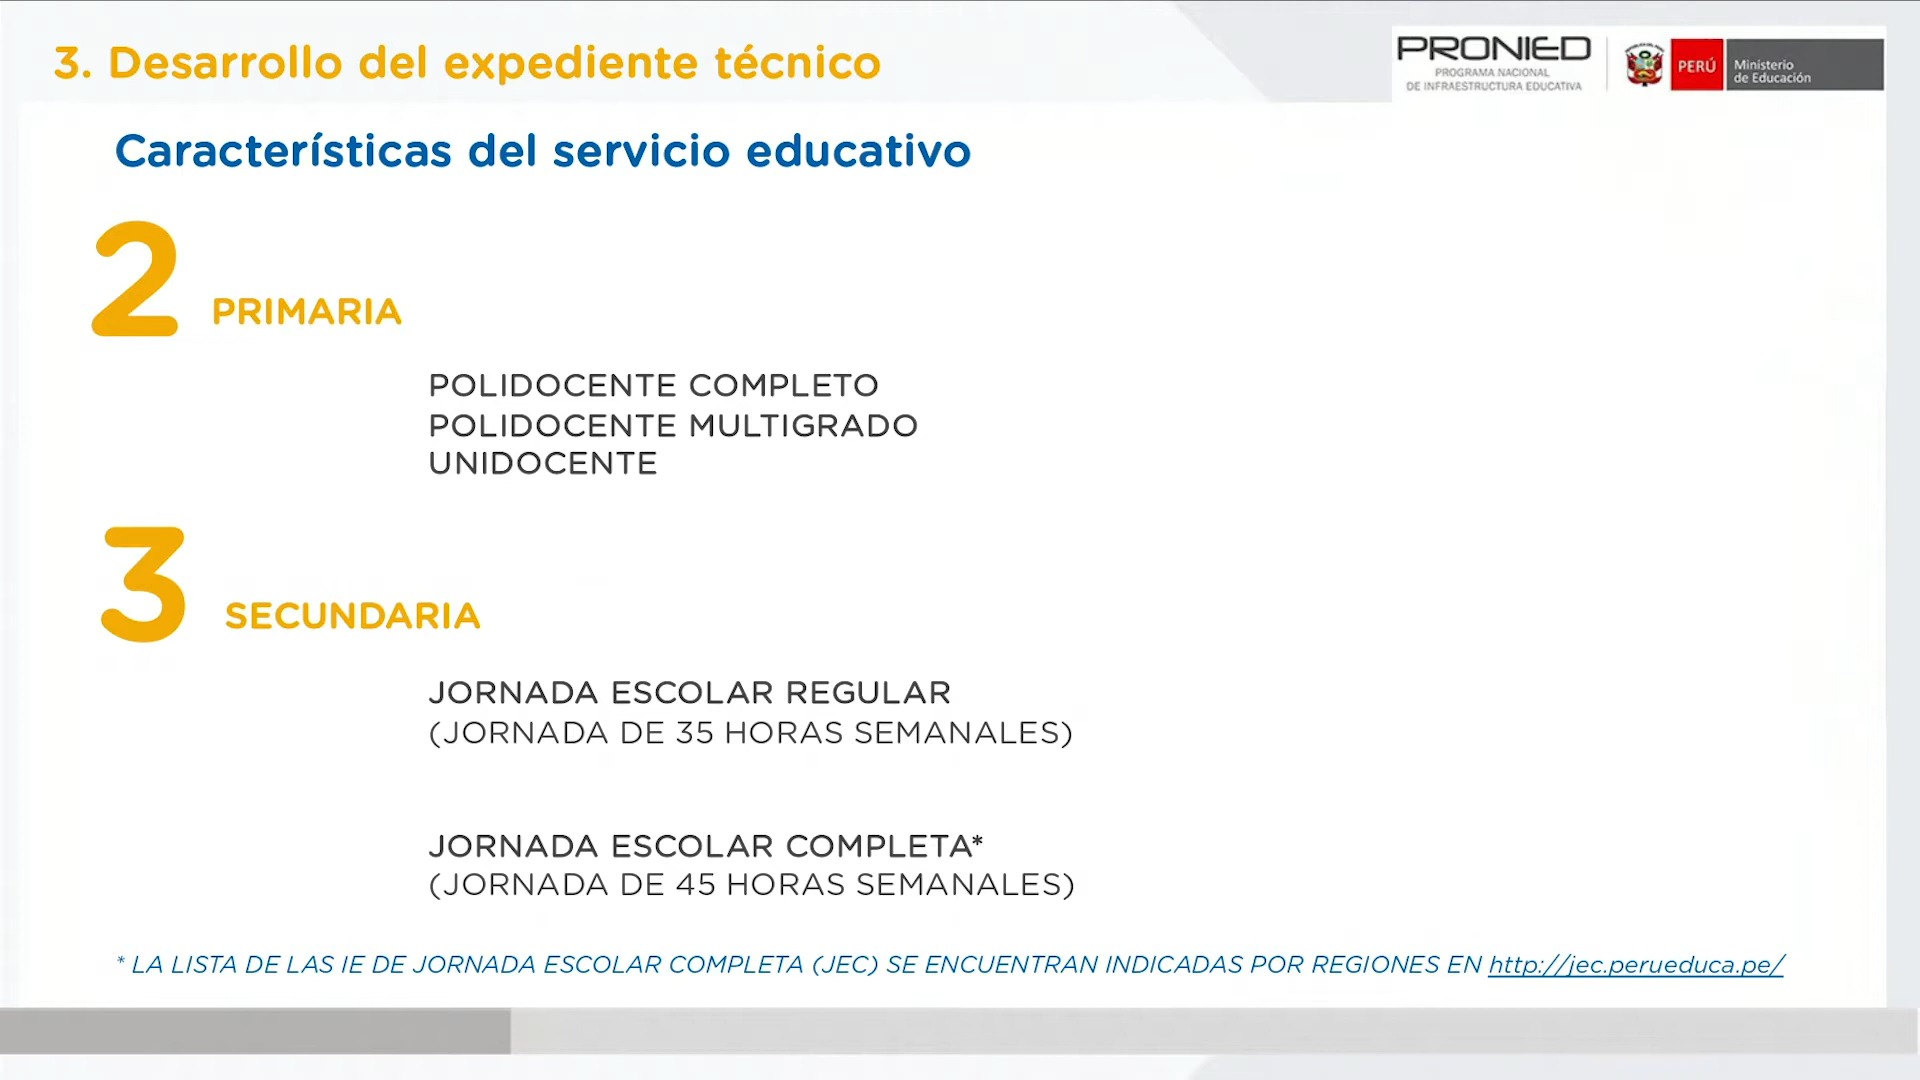 3. Desarrollo del expediente técnico
PRONIED
PROGRAMA NACIONAL
DE INFRAESTRUCTURA EDUCATIVA
PERÚ
Ministerio
de Educación
Características del servicio educativo
2 PRIMARIA
POLIDOCENTE COMPLETO
POLIDOCENTE MULTIGRADO
UNIDOCENTE
3 SECUNDARIA
JORNADA ESCOLAR REGULAR
(JORNADA DE 35 HORAS SEMANALES)
JORNADA ESCOLAR COMPLETA*
(JORNADA DE 45 HORAS SEMANALES)
* LA LISTA DE LAS IE DE JORNADA ESCOLAR COMPLETA (JEC) SE ENCUENTRAN INDICADAS POR REGIONES EN http://jec.perueduca.pe/